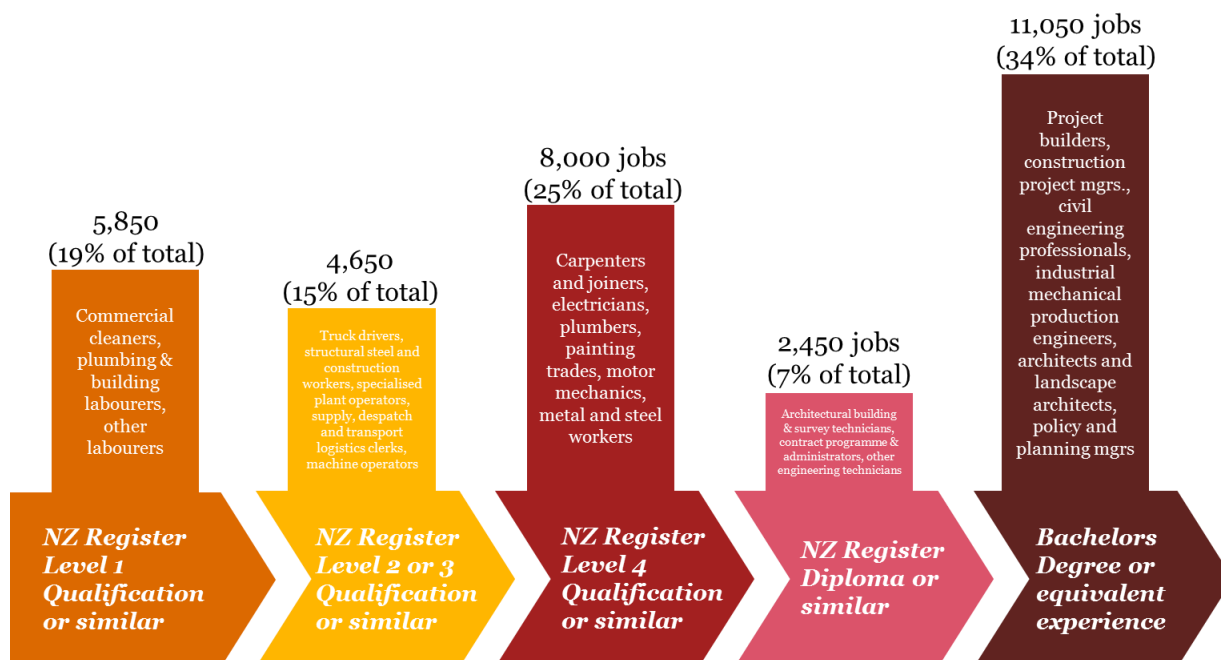 5,850
(19% of total)
Commercial
cleaners,
plumbing &
building
labourers,
other
labourers
NZ Register
Level 1
Qualification
or similar
4,650
(15% of total)
Truck drivers,
structural steel and
construction
workers, specialised
plant operators,
supply, despatch
and transport
logistics clerks,
machine operators
NZ Register
Level 2 or 3
Qualification
or similar
8,000 jobs
(25% of total)
Carpenters
and joiners,
electricians,
plumbers,
painting
trades, motor
mechanics,
metal and steel
workers
NZ Register
Level 4
Qualification
or similar
2,450 jobs
(7% of total)
Architectural building
& survey technicians,
contract programme &
administrators, other
engineering technicians
NZ Register
Diploma or
similar
11,050 jobs
(34% of total)
Project
builders,
construction
project mgrs.,
civil
engineering
professionals,
industrial
mechanical
production
engineers,
architects and
landscape
architects,
policy and
planning mgrs
Bachelors
Degree or
equivalent
experience